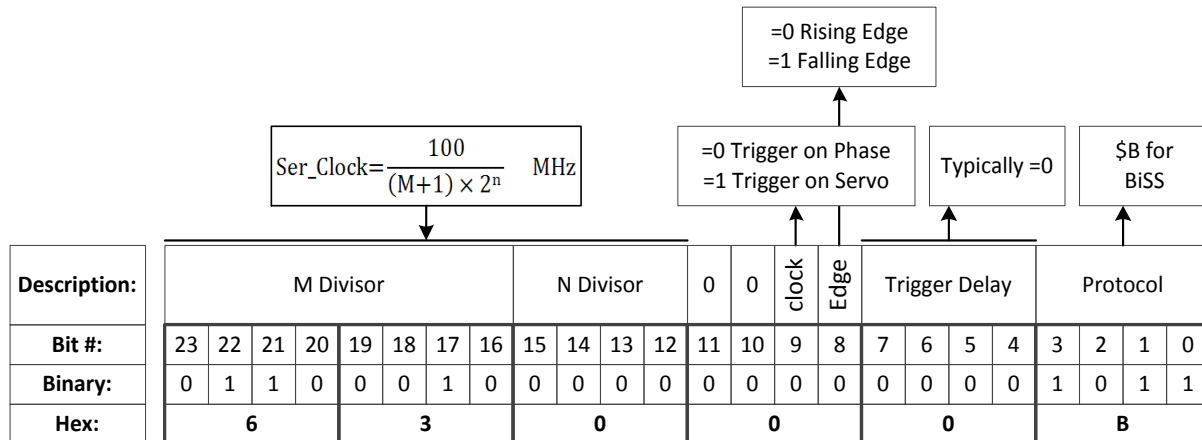 =0 Rising Edge
=1 Falling Edge
Ser_Clock=100/((M+1) × 2ⁿ) MHz
=0 Trigger on Phase
=1 Trigger on Servo
Typically =0
$B for
BiSS
Description: M Divisor N Divisor 0 0 clock Edge Trigger Delay Protocol
Bit #: 23 22 21 20 19 18 17 16 15 14 13 12 11 10 9 8 7 6 5 4 3 2 1 0
Binary: 0 1 1 0 0 0 1 0 0 0 0 0 0 0 0 0 0 0 0 0 1 0 1 1
Hex: 6 3 0 0 0 B